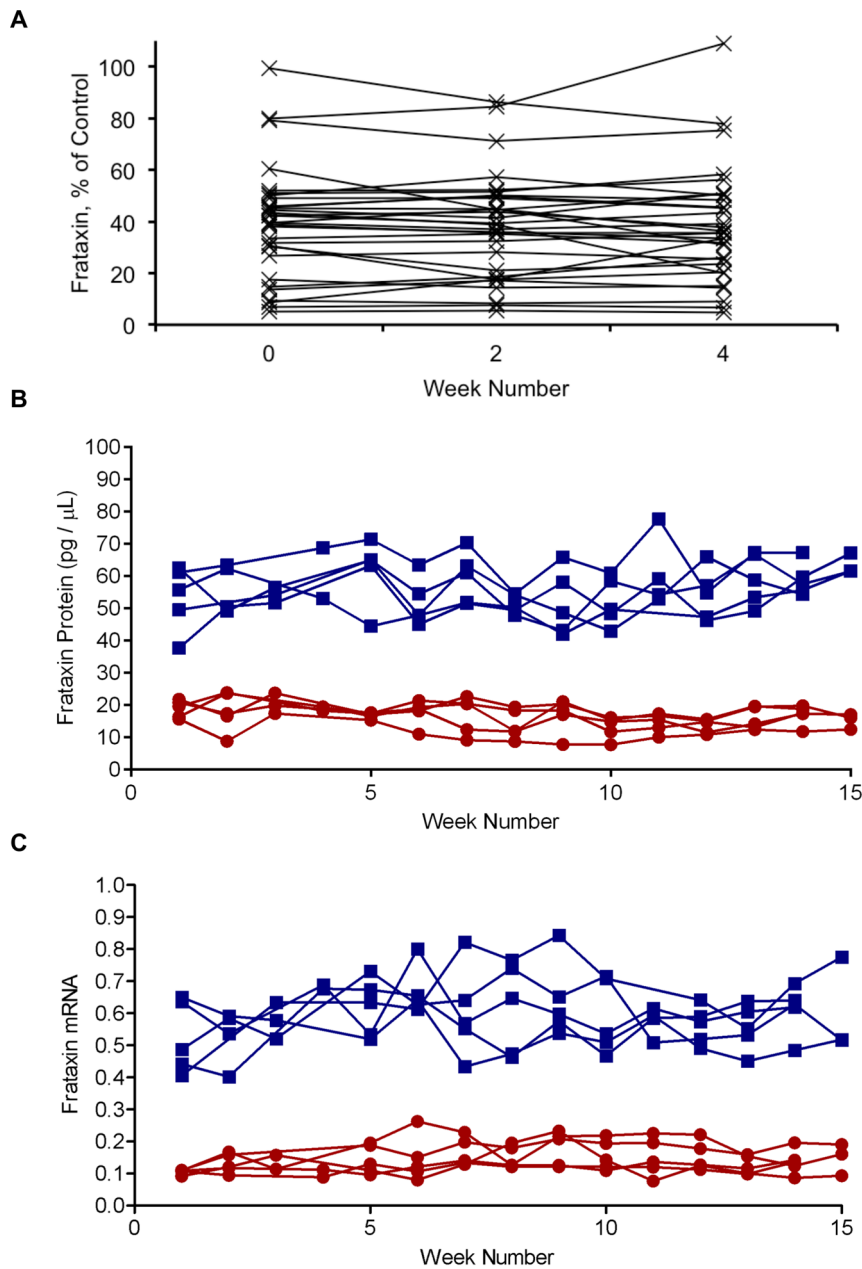 A
Frataxin, % of Control
100
80
60
40
20
0
0 2 4
Week Number
B
Frataxin Protein (pg / µL)
100
90
80
70
60
50
40
30
20
10
0
0 5 10 15
Week Number
C
Frataxin mRNA
1.0
0.9
0.8
0.7
0.6
0.5
0.4
0.3
0.2
0.1
0.0
0 5 10 15
Week Number